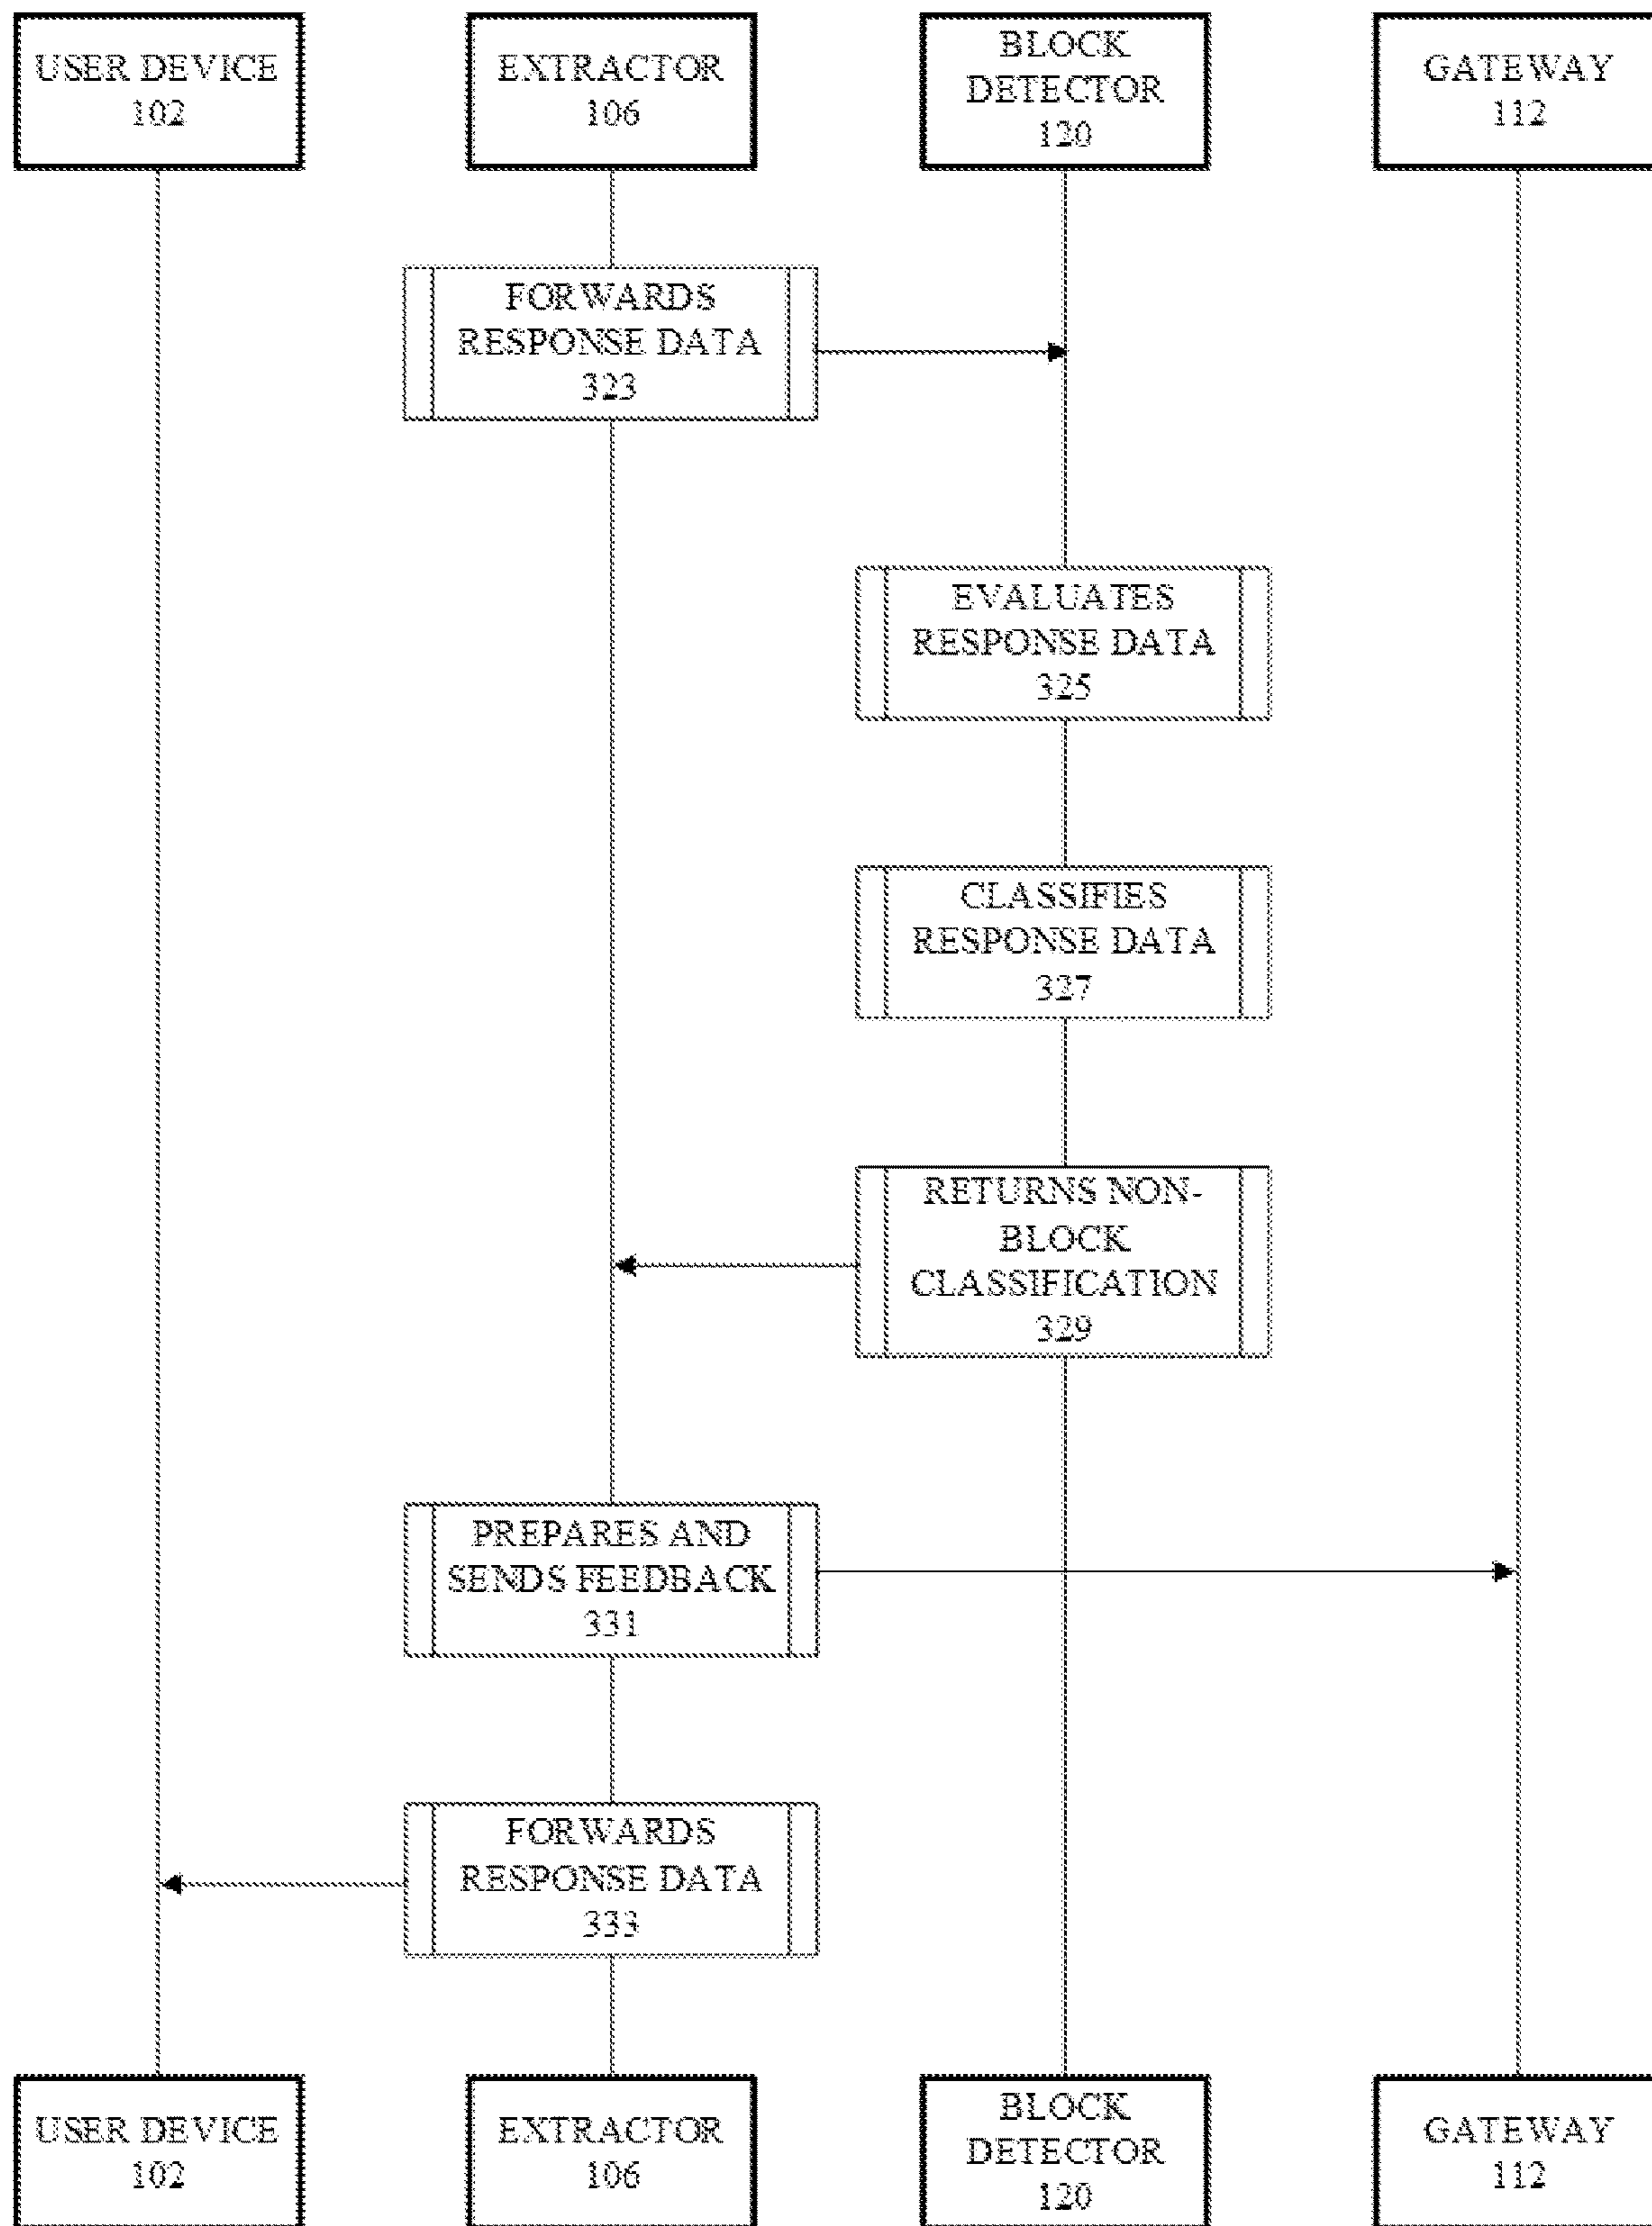 USER DEVICE
102
EXTRACTOR
106
BLOCK
DETECTOR
120
GATEWAY
112
FORWARDS
RESPONSE DATA
323
EVALUATES
RESPONSE DATA
325
CLASSIFIES
RESPONSE DATA
327
RETURNS NON-
BLOCK
CLASSIFICATION
329
PREPARES AND
SENDS FEEDBACK
331
FORWARDS
RESPONSE DATA
333
USER DEVICE
102
EXTRACTOR
106
BLOCK
DETECTOR
120
GATEWAY
112